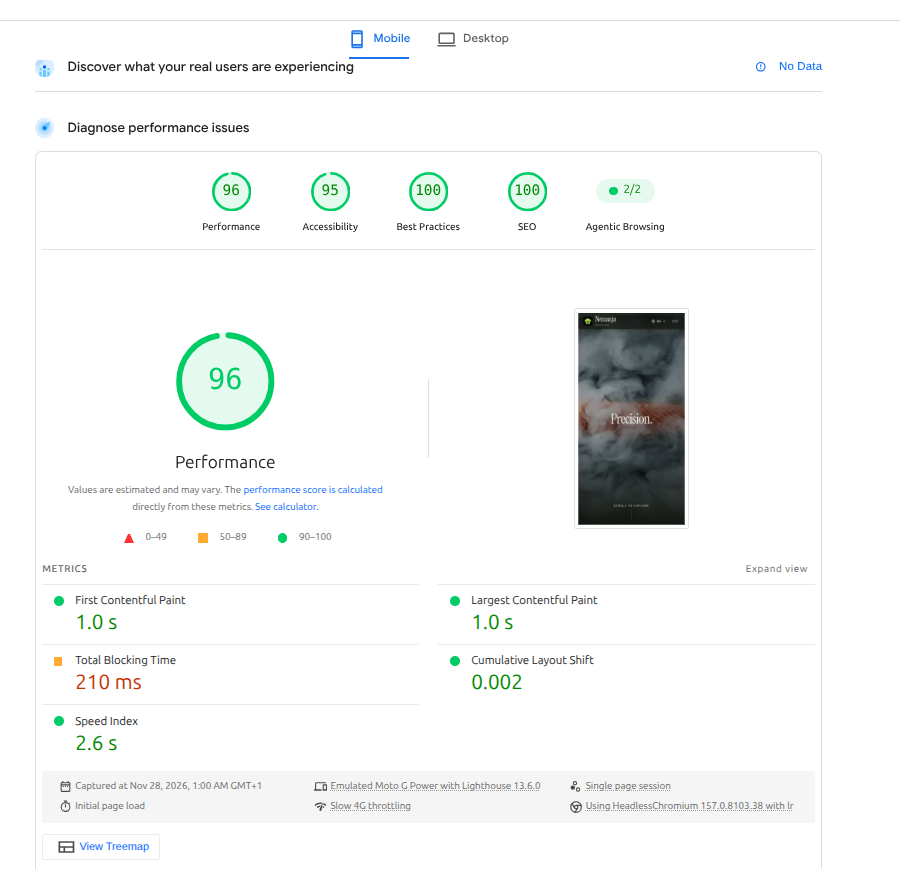 Mobile
Desktop
Discover what your real users are experiencing
No Data
Diagnose performance issues
96
95
100
100
2/2
Performance
Accessibility
Best Practices
SEO
Agentic Browsing
96
Performance
Values are estimated and may vary. The performance score is calculated
directly from these metrics. See calculator.
0–49
50–89
90–100
Nemanja
Precision.
SCROLL TO EXPLORE
METRICS
Expand view
First Contentful Paint
1.0 s
Largest Contentful Paint
1.0 s
Total Blocking Time
210 ms
Cumulative Layout Shift
0.002
Speed Index
2.6 s
Captured at Nov 28, 2026, 1:00 AM GMT+1
Emulated Moto G Power with Lighthouse 13.6.0
Single page session
Initial page load
Slow 4G throttling
Using HeadlessChromium 157.0.8103.38 with lr
View Treemap